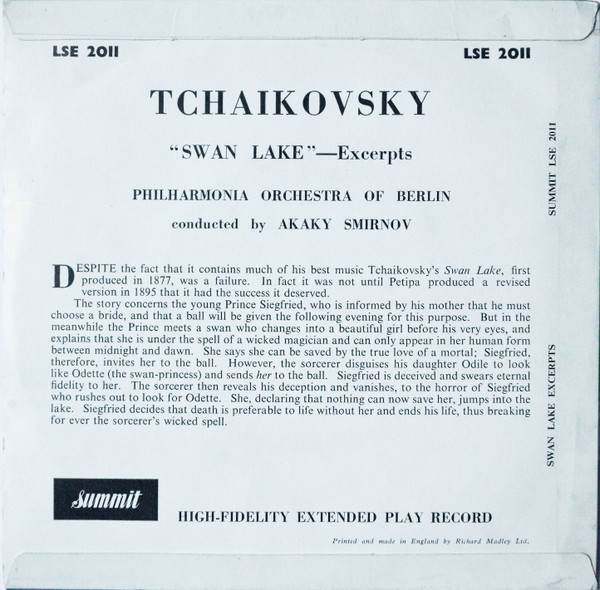 LSE 2011
LSE 2011
TCHAIKOVSKY
“SWAN LAKE”—Excerpts
PHILHARMONIA ORCHESTRA OF BERLIN
conducted by AKAKY SMIRNOV
DESPITE the fact that it contains much of his best music Tchaikovsky's Swan Lake, first
produced in 1877, was a failure. In fact it was not until Petipa produced a revised
version in 1895 that it had the success it deserved.
The story concerns the young Prince Siegfried, who is informed by his mother that he must
choose a bride, and that a ball will be given the following evening for this purpose. But in the
meanwhile the Prince meets a swan who changes into a beautiful girl before his very eyes, and
explains that she is under the spell of a wicked magician and can only appear in her human form
between midnight and dawn. She says she can be saved by the true love of a mortal; Siegfried,
therefore, invites her to the ball. However, the sorcerer disguises his daughter Odile to look
like Odette (the swan-princess) and sends her to the ball. Siegfried is deceived and swears eternal
fidelity to her. The sorcerer then reveals his deception and vanishes, to the horror of Siegfried
who rushes out to look for Odette. She, declaring that nothing can now save her, jumps into the
lake. Siegfried decides that death is preferable to life without her and ends his life, thus breaking
for ever the sorcerer's wicked spell.
SUMMIT LSE 2011
SWAN LAKE EXCERPTS
summit
HIGH-FIDELITY EXTENDED PLAY RECORD
Printed and made in England by Richard Madley Ltd.